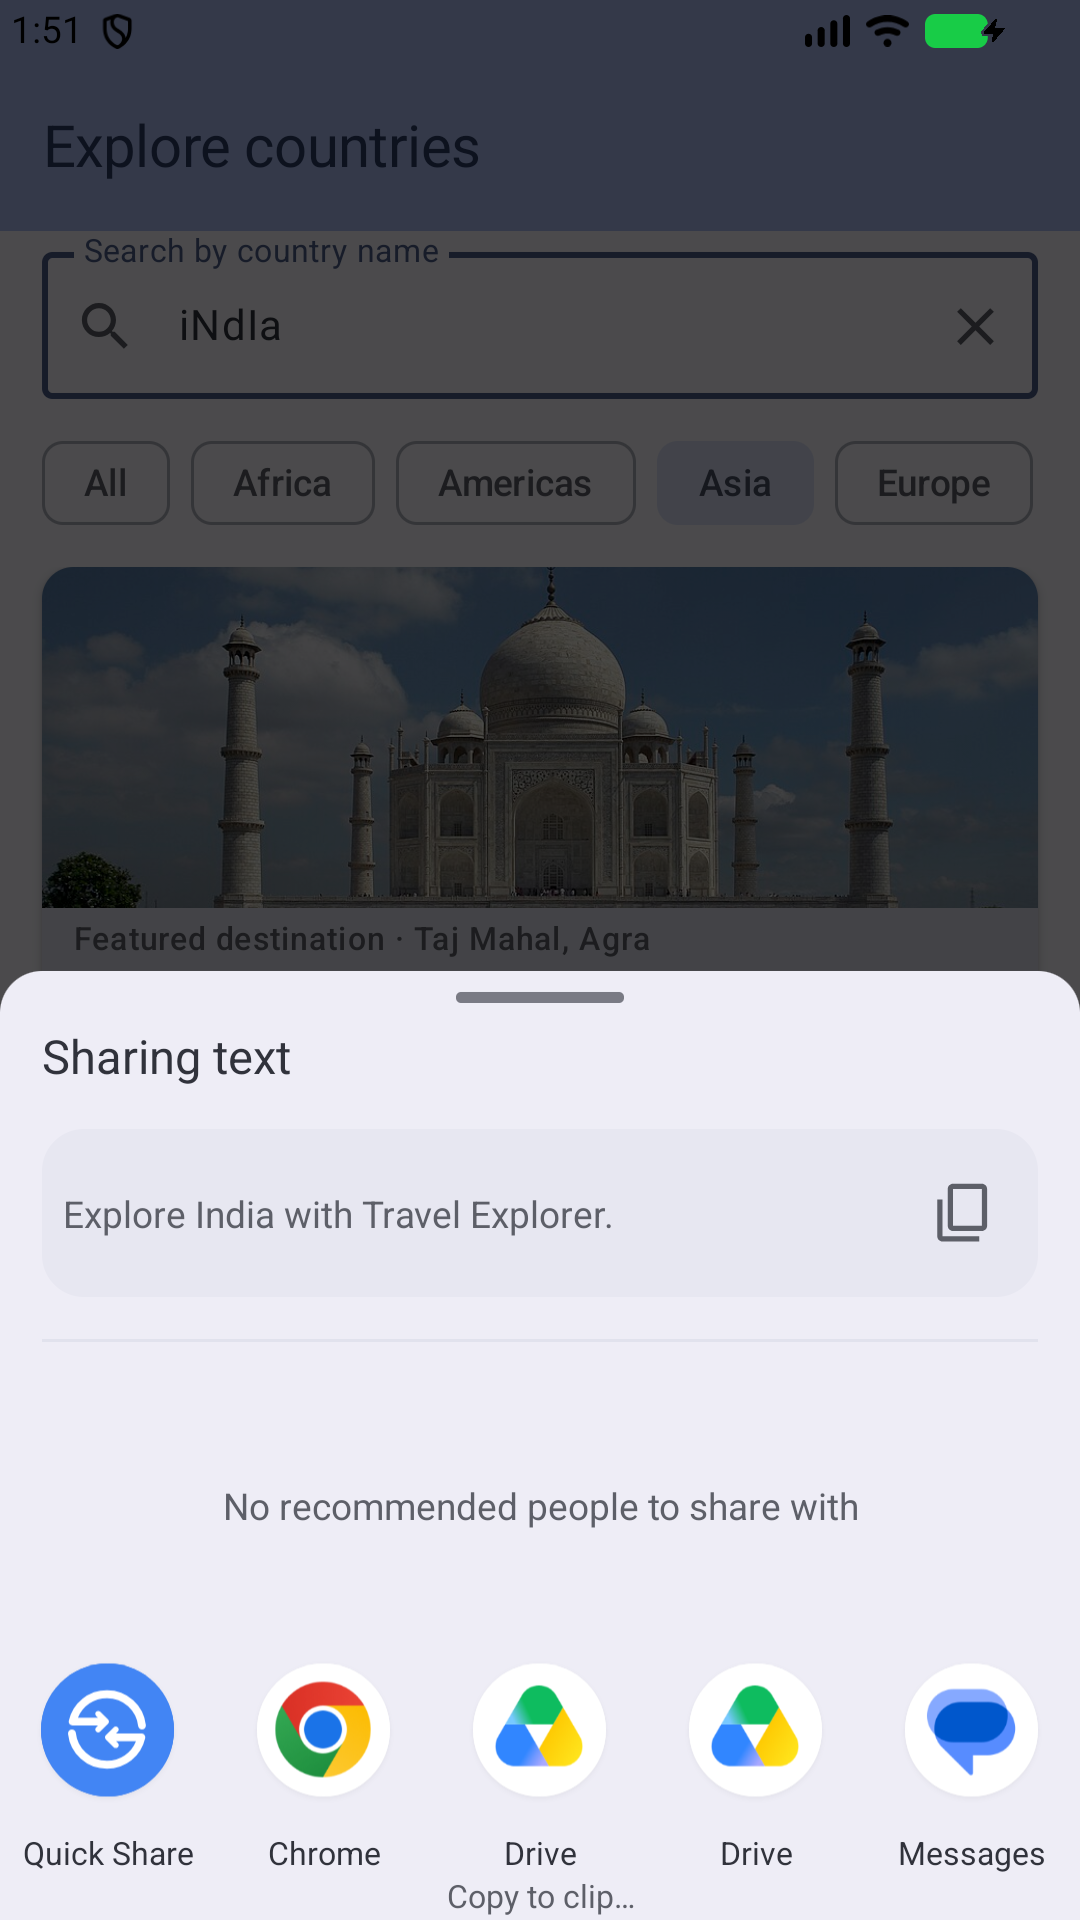 1:51
Explore countries
Search by country name
iNdIa
All
Africa
Americas
Asia
Europe
Featured destination · Taj Mahal, Agra
Sharing text
Explore India with Travel Explorer.
No recommended people to share with
Quick Share
Chrome
Drive
Drive
Messages
Copy to clip…